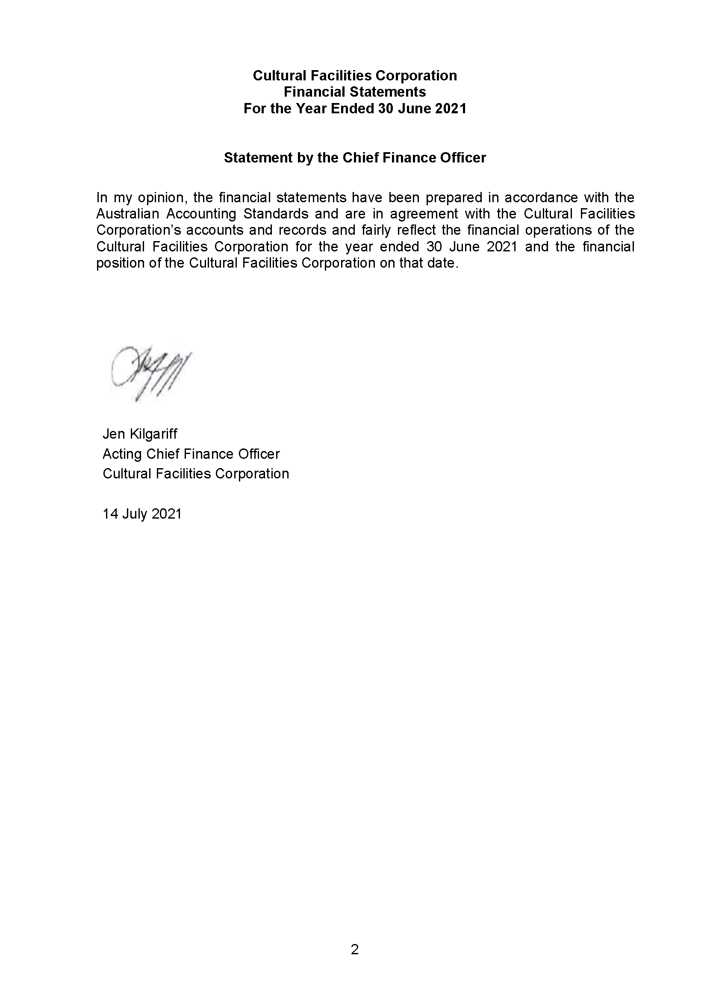 Cultural Facilities Corporation
Financial Statements
For the Year Ended 30 June 2021
Statement by the Chief Finance Officer
In my opinion, the financial statements have been prepared in accordance with the
Australian Accounting Standards and are in agreement with the Cultural Facilities
Corporation’s accounts and records and fairly reflect the financial operations of the
Cultural Facilities Corporation for the year ended 30 June 2021 and the financial
position of the Cultural Facilities Corporation on that date.
Jen Kilgariff
Acting Chief Finance Officer
Cultural Facilities Corporation
14 July 2021
2